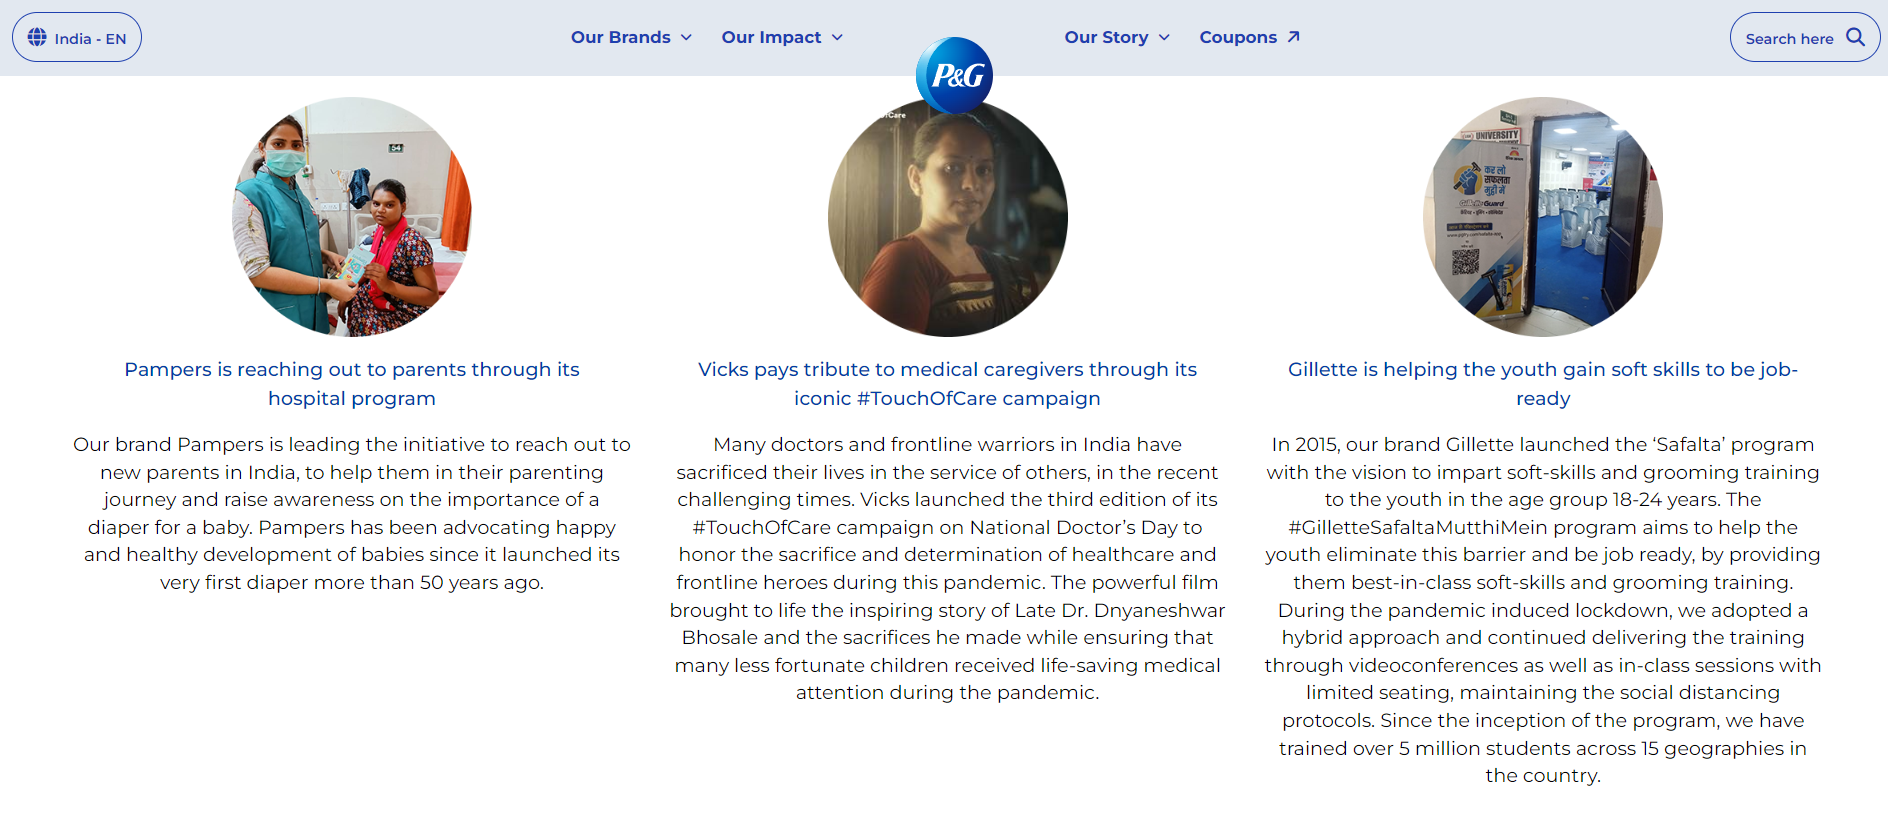 India - EN
Our Brands
Our Impact
P&G
Our Story
Coupons
Search here
OfCare
54
UNIVERSITY
कर लो
सफलता
मुट्ठी में
Gillette Guard
Pampers is reaching out to parents through its
hospital program
Our brand Pampers is leading the initiative to reach out to
new parents in India, to help them in their parenting
journey and raise awareness on the importance of a
diaper for a baby. Pampers has been advocating happy
and healthy development of babies since it launched its
very first diaper more than 50 years ago.
Vicks pays tribute to medical caregivers through its
iconic #TouchOfCare campaign
Many doctors and frontline warriors in India have
sacrificed their lives in the service of others, in the recent
challenging times. Vicks launched the third edition of its
#TouchOfCare campaign on National Doctor’s Day to
honor the sacrifice and determination of healthcare and
frontline heroes during this pandemic. The powerful film
brought to life the inspiring story of Late Dr. Dnyaneshwar
Bhosale and the sacrifices he made while ensuring that
many less fortunate children received life-saving medical
attention during the pandemic.
Gillette is helping the youth gain soft skills to be job-
ready
In 2015, our brand Gillette launched the ‘Safalta’ program
with the vision to impart soft-skills and grooming training
to the youth in the age group 18-24 years. The
#GilletteSafaltaMutthiMein program aims to help the
youth eliminate this barrier and be job ready, by providing
them best-in-class soft-skills and grooming training.
During the pandemic induced lockdown, we adopted a
hybrid approach and continued delivering the training
through videoconferences as well as in-class sessions with
limited seating, maintaining the social distancing
protocols. Since the inception of the program, we have
trained over 5 million students across 15 geographies in
the country.